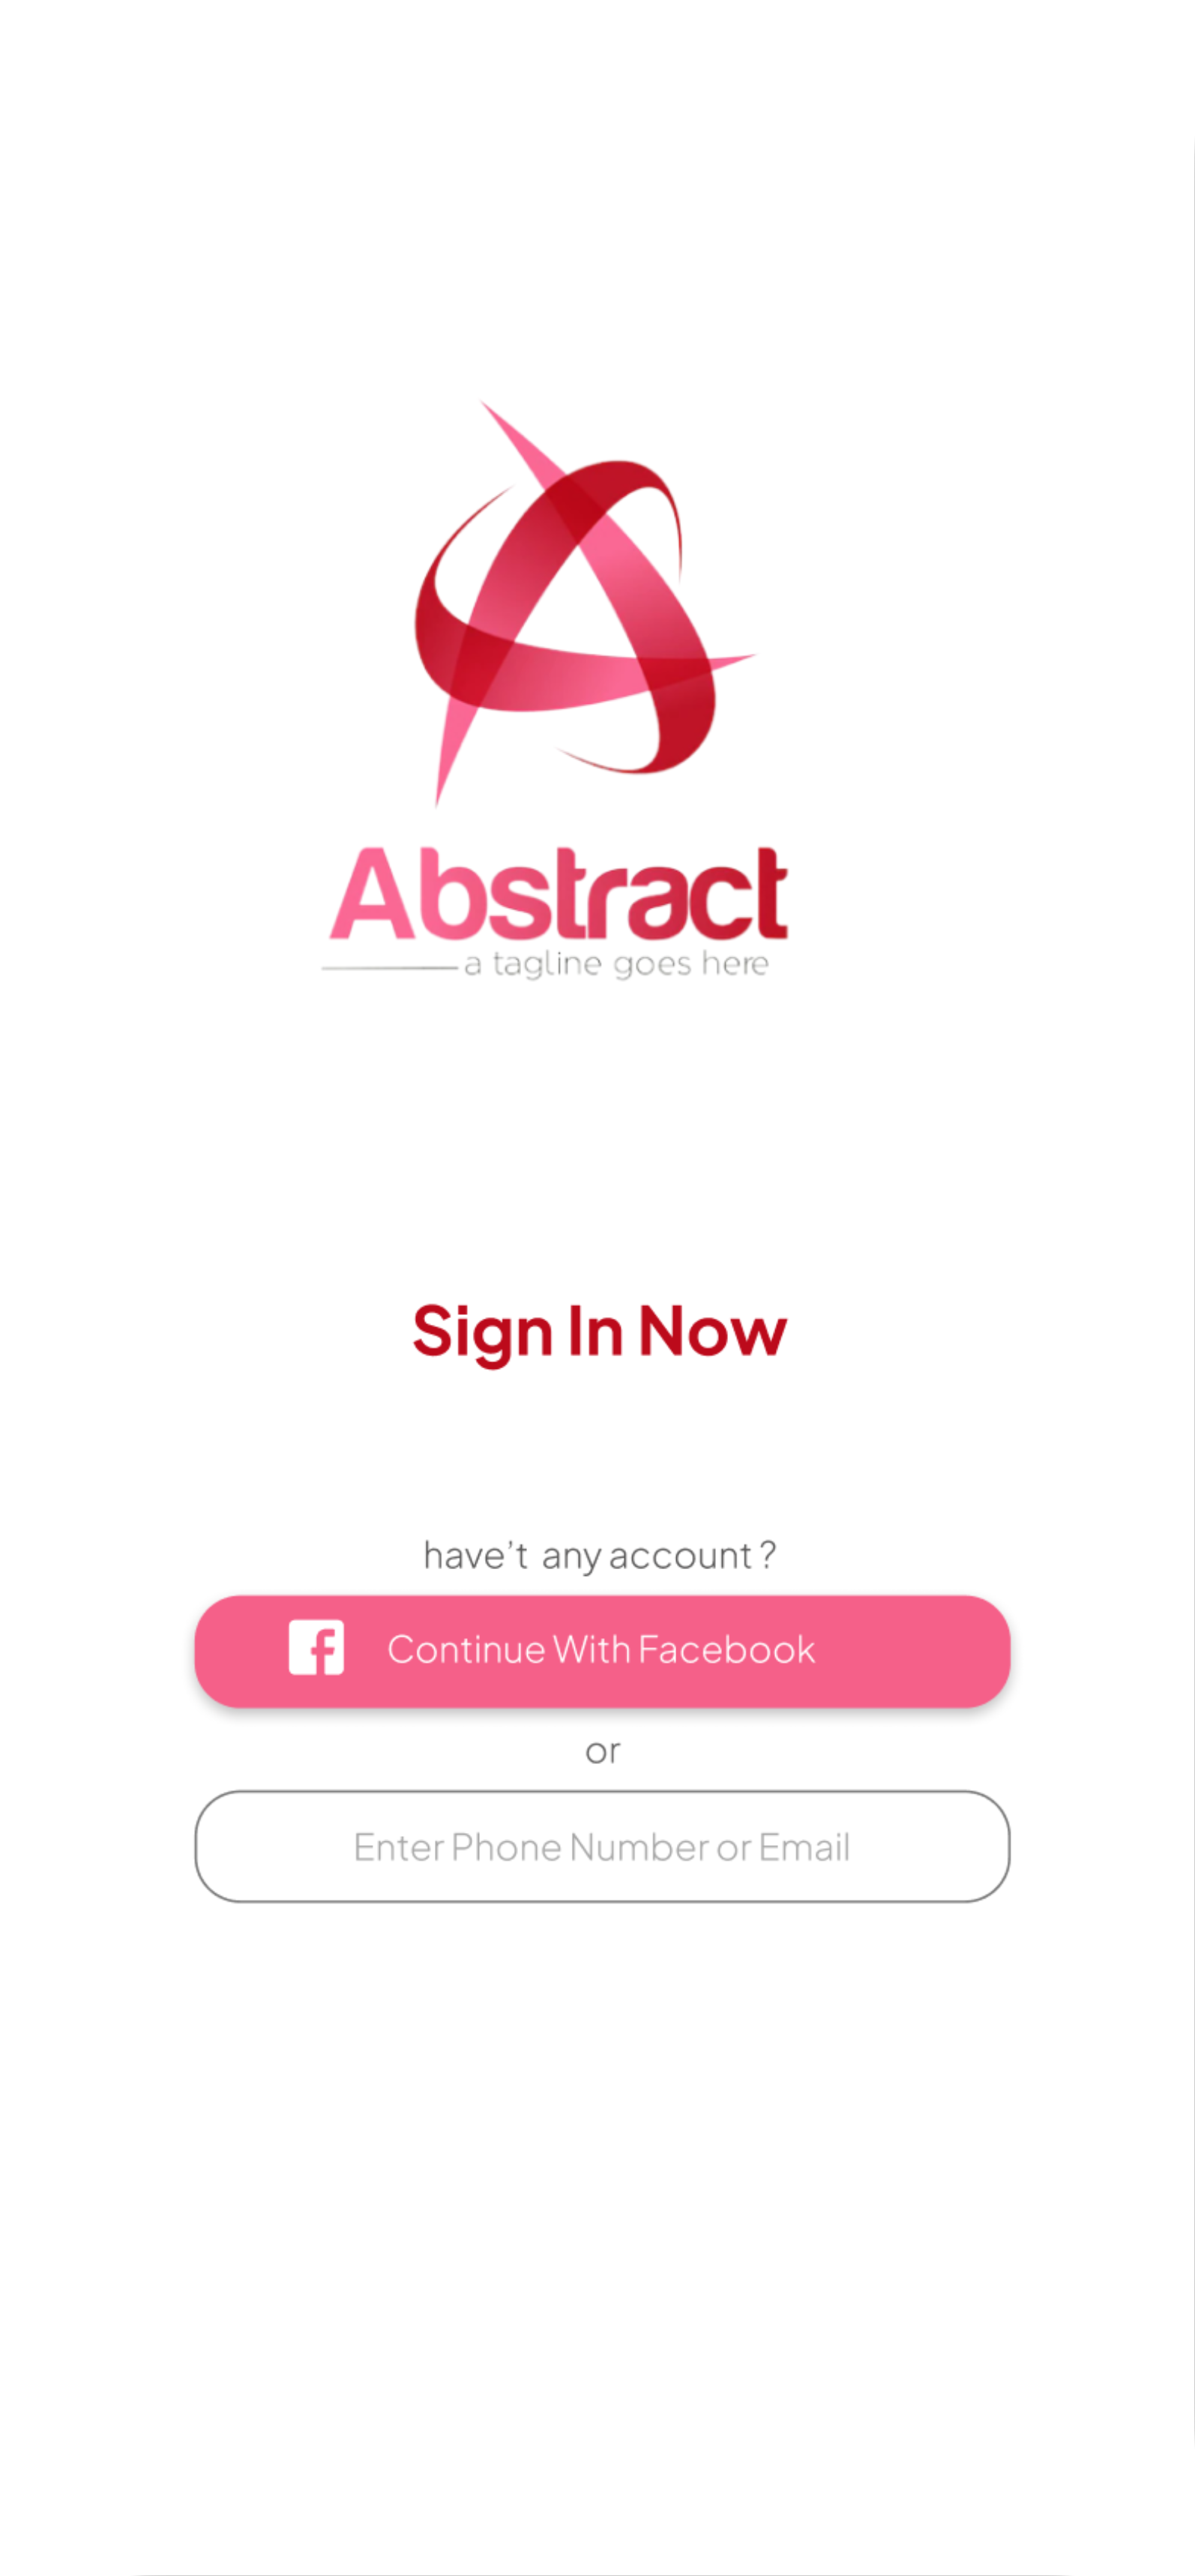 Abstract
a tagline goes here
Sign In Now
have’t any account ?
Continue With Facebook
or
Enter Phone Number or Email